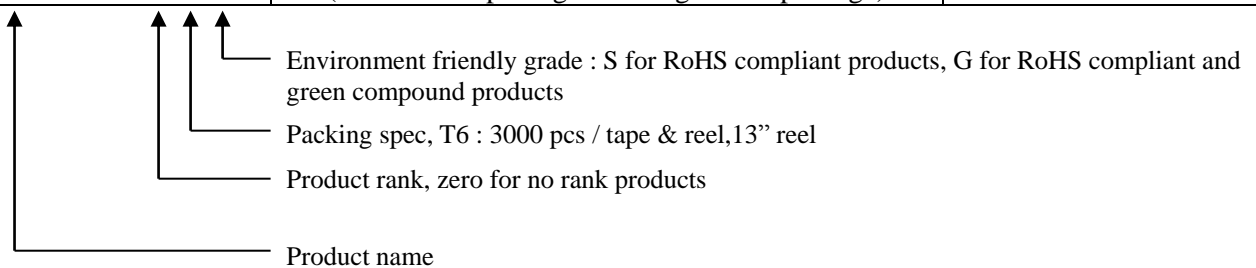 Environment friendly grade : S for RoHS compliant products, G for RoHS compliant and
green compound products
Packing spec, T6 : 3000 pcs / tape & reel,13” reel
Product rank, zero for no rank products
Product name